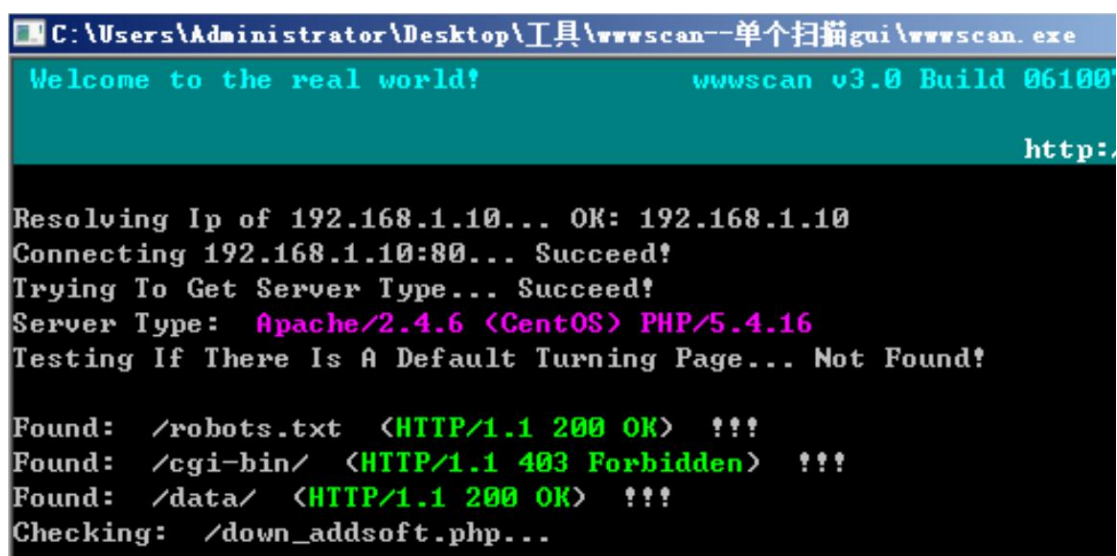 C:\Users\Administrator\Desktop\工具\wwwscan--单个扫描gui\wwwscan.exe
Welcome to the real world! wwwscan v3.0 Build 06100
http:/
Resolving Ip of 192.168.1.10... OK: 192.168.1.10
Connecting 192.168.1.10:80... Succeed!
Trying To Get Server Type... Succeed!
Server Type: Apache/2.4.6 (CentOS) PHP/5.4.16
Testing If There Is A Default Turning Page... Not Found!
Found: /robots.txt (HTTP/1.1 200 OK) !!!
Found: /cgi-bin/ (HTTP/1.1 403 Forbidden) !!!
Found: /data/ (HTTP/1.1 200 OK) !!!
Checking: /down_addsoft.php...